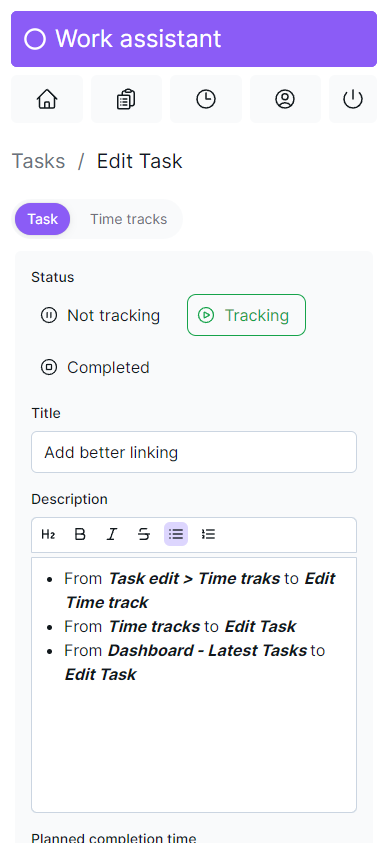 Work assistant
Tasks / Edit Task
Task Time tracks
Status
Not tracking Tracking
Completed
Title
Add better linking
Description
H2 B I S
• From Task edit > Time traks to Edit
Time track
• From Time tracks to Edit Task
• From Dashboard - Latest Tasks to
Edit Task
Planned completion time